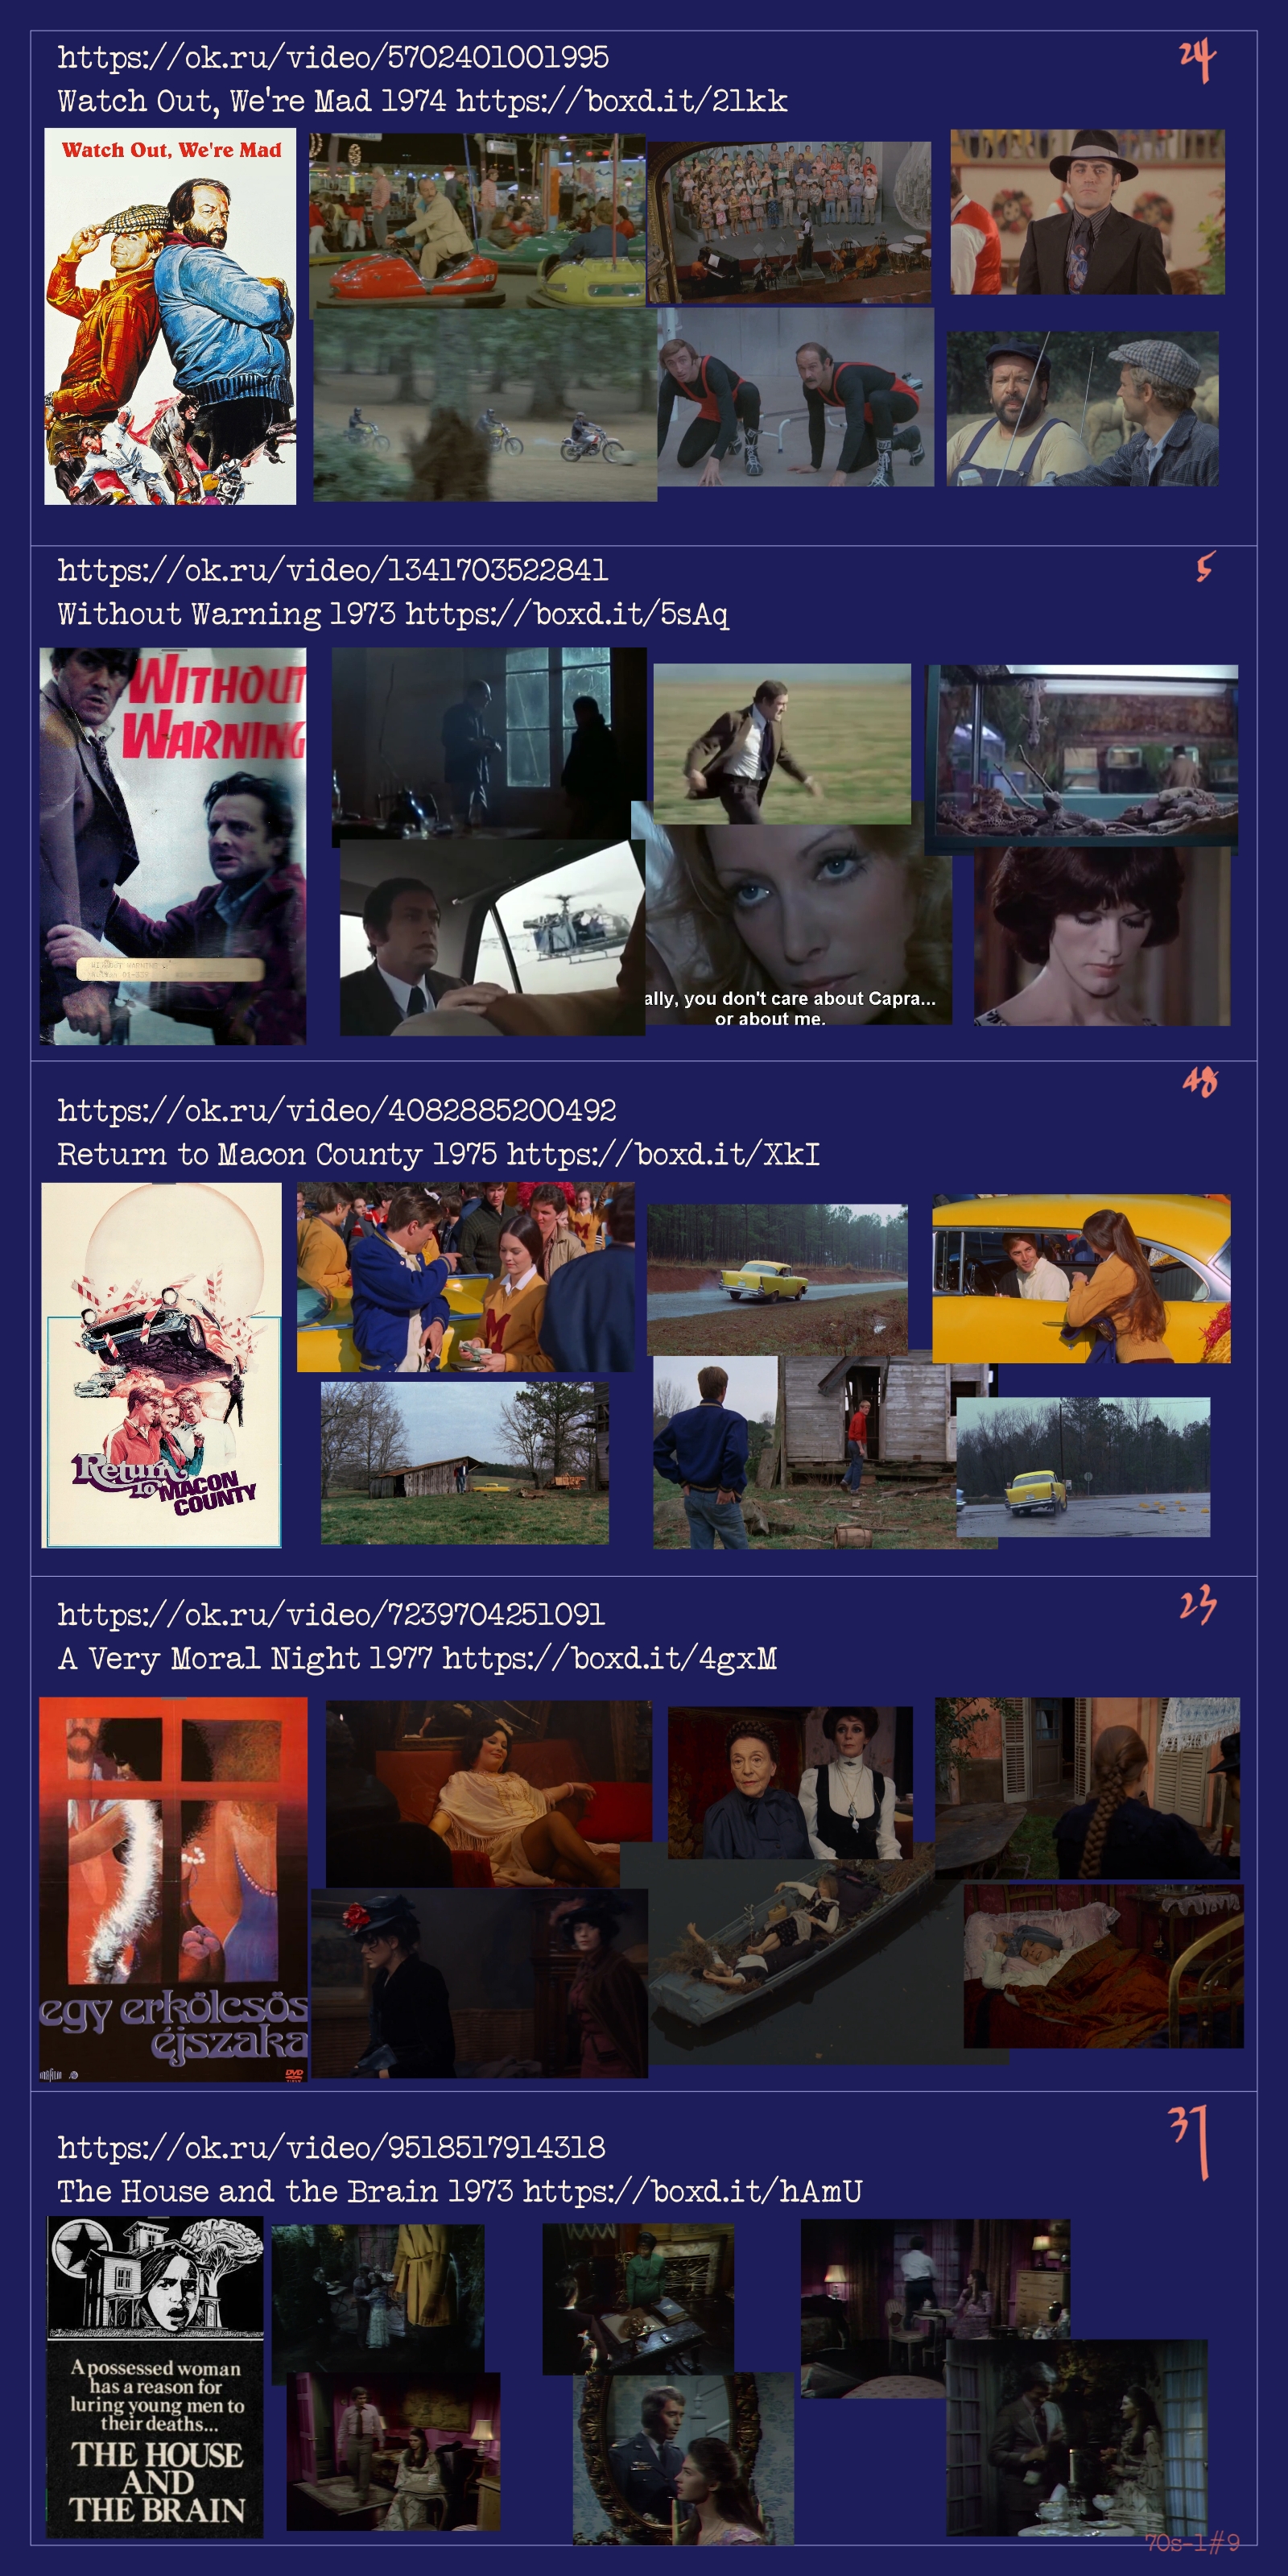 https://ok.ru/video/5702401001995
24
Watch Out, We're Mad 1974 https://boxd.it/21kk
Watch Out, We're Mad
https://ok.ru/video/1341703522841
5
Without Warning 1973 https://boxd.it/5sAq
WITHOUT
WARNING
ally, you don't care about Capra...
or about me.
48
https://ok.ru/video/4082885200492
Return to Macon County 1975 https://boxd.it/XkI
M
Return
To MACON
COUNTY
23
https://ok.ru/video/7239704251091
A Very Moral Night 1977 https://boxd.it/4gxM
egy erkölcsös
éjszaka
DVD
31
https://ok.ru/video/9518517914318
The House and the Brain 1973 https://boxd.it/hAmU
A possessed woman
has a reason for
luring young men to
their deaths...
THE HOUSE
AND
THE BRAIN
70s-1#9